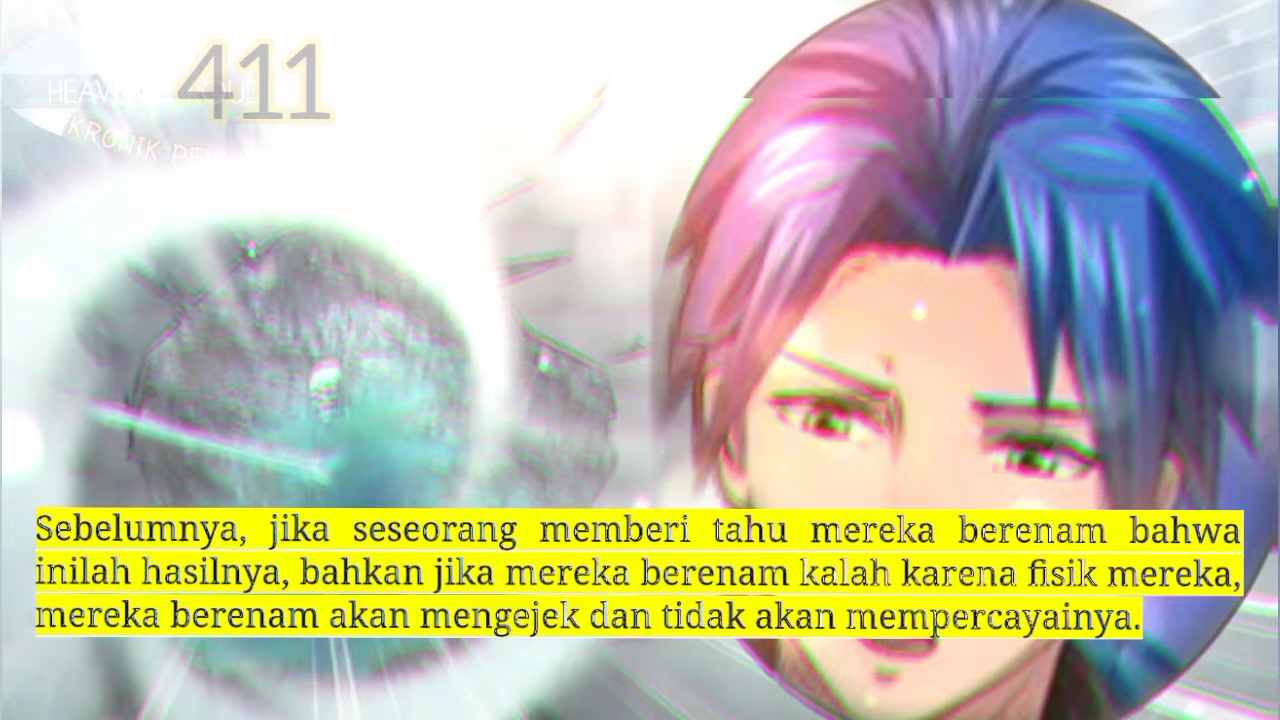 411
KRONIK
Sebelumnya, jika seseorang memberi tahu mereka berenam bahwa
inilah hasilnya, bahkan jika mereka berenam kalah karena fisik mereka,
mereka berenam akan mengejek dan tidak akan mempercayainya.